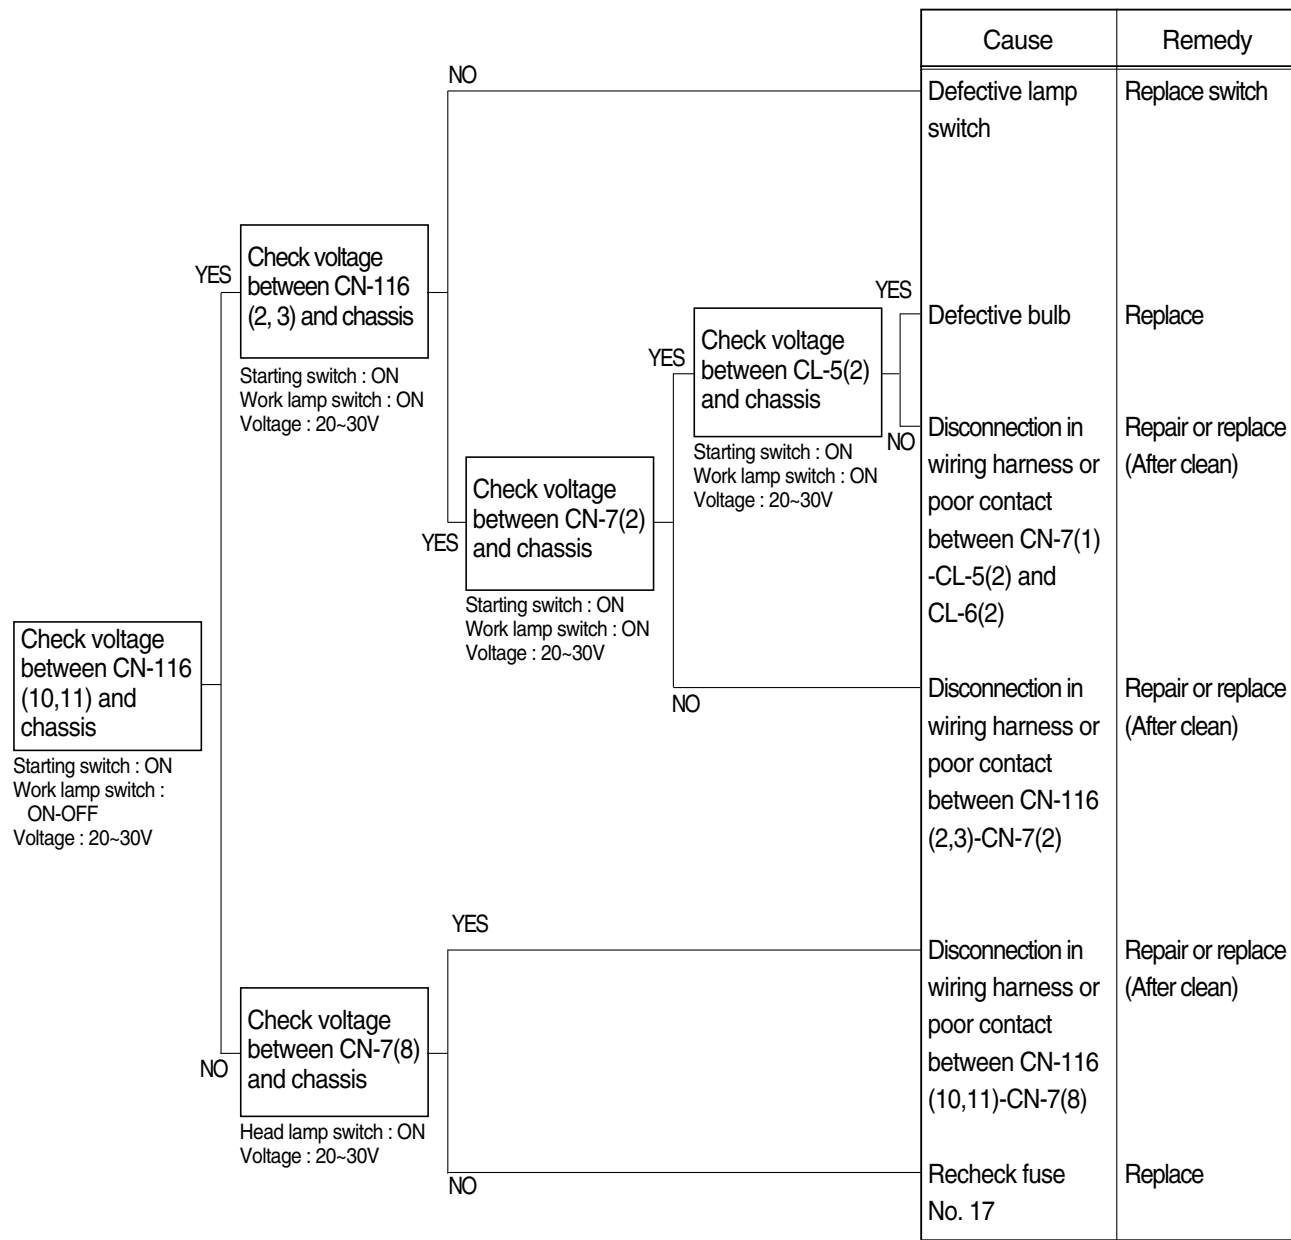 Cause
Remedy
NO
Defective lamp
switch
Replace switch
YES
Check voltage
between CN-116
(2, 3) and chassis
Starting switch : ON
Work lamp switch : ON
Voltage : 20~30V
YES
Defective bulb
Replace
YES
Check voltage
between CL-5(2)
and chassis
Starting switch : ON
Work lamp switch : ON
Voltage : 20~30V
NO
Disconnection in
wiring harness or
poor contact
between CN-7(1)
-CL-5(2) and
CL-6(2)
Repair or replace
(After clean)
YES
Check voltage
between CN-7(2)
and chassis
Starting switch : ON
Work lamp switch : ON
Voltage : 20~30V
Check voltage
between CN-116
(10,11) and
chassis
Starting switch : ON
Work lamp switch :
ON-OFF
Voltage : 20~30V
NO
Disconnection in
wiring harness or
poor contact
between CN-116
(2,3)-CN-7(2)
Repair or replace
(After clean)
YES
Disconnection in
wiring harness or
poor contact
between CN-116
(10,11)-CN-7(8)
Repair or replace
(After clean)
NO
Check voltage
between CN-7(8)
and chassis
Head lamp switch : ON
Voltage : 20~30V
NO
Recheck fuse
No. 17
Replace